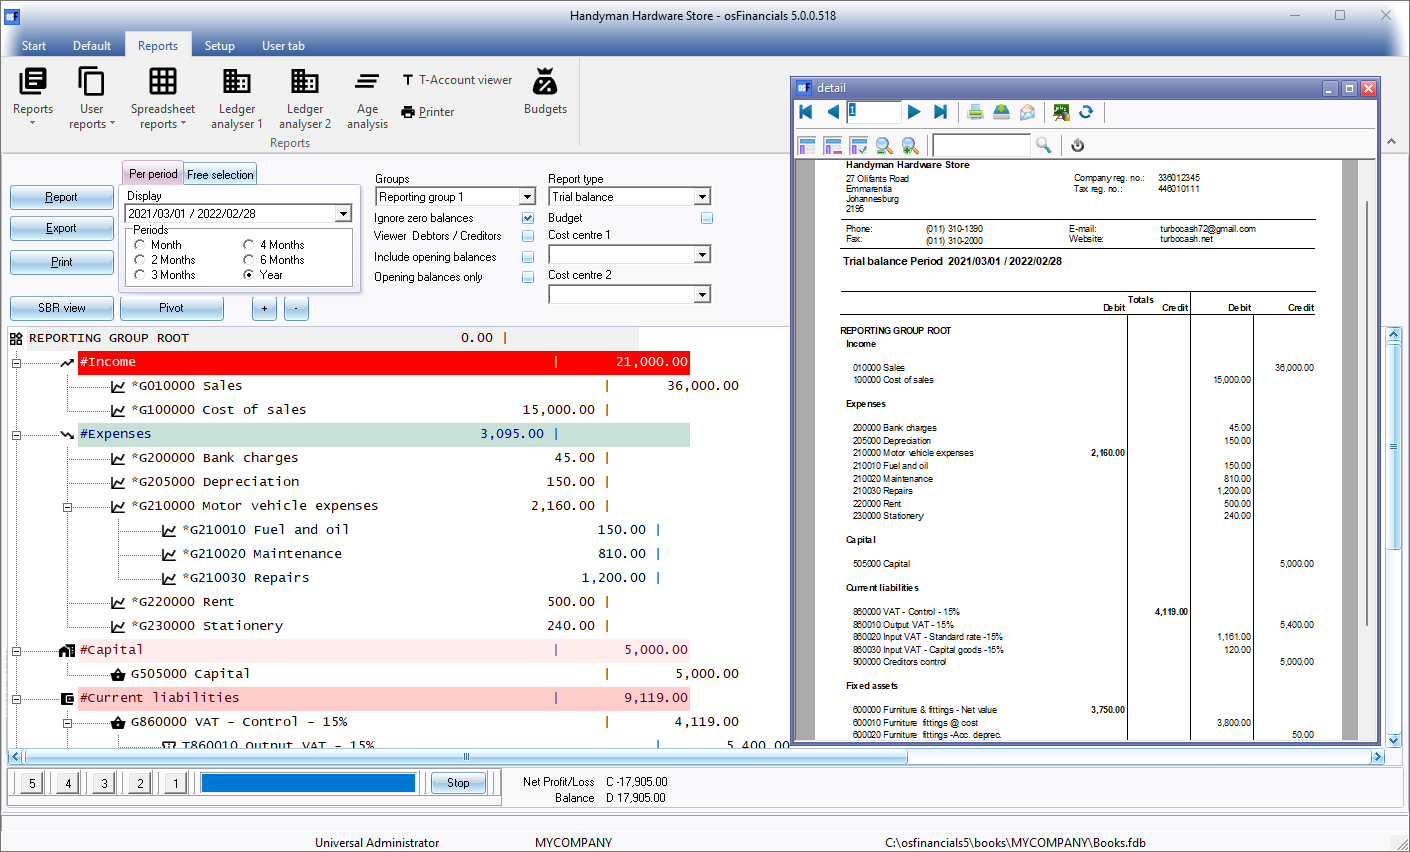 osF Handyman Hardware Store - osFinancials 5.0.0.518
Start Default Reports Setup User tab
Reports
User reports
Spreadsheet reports
Ledger analyser 1
Ledger analyser 2
Age analysis
T T-Account viewer
Printer
Budgets
Reports
Report
Export
Print
SBR view Pivot + -
Per period Free selection
Display
2021/03/01 / 2022/02/28
Periods
Month 4 Months
2 Months 6 Months
3 Months Year
Groups
Reporting group 1
Ignore zero balances
Viewer Debtors / Creditors
Include opening balances
Opening balances only
Report type
Trial balance
Budget
Cost centre 1
Cost centre 2
REPORTING GROUP ROOT 0.00 |
#Income | 21,000.00
*G010000 Sales | 36,000.00
*G100000 Cost of sales 15,000.00 |
#Expenses 3,095.00 |
*G200000 Bank charges 45.00 |
*G205000 Depreciation 150.00 |
*G210000 Motor vehicle expenses 2,160.00 |
*G210010 Fuel and oil 150.00 |
*G210020 Maintenance 810.00 |
*G210030 Repairs 1,200.00 |
*G220000 Rent 500.00 |
*G230000 Stationery 240.00 |
#Capital | 5,000.00
G505000 Capital | 5,000.00
#Current liabilities | 9,119.00
G860000 VAT - Control - 15% | 4,119.00
T860010 Output VAT - 15% | 5,400.00
osF detail
1
Handyman Hardware Store
27 Olifants Road Company reg. no.: 336012345
Emmarentia Tax reg. no.: 446010111
Johannesburg
2195
Phone: (011) 310-1390 E-mail: turbocash72@gmail.com
Fax: (011) 310-2000 Website: turbocash.net
Trial balance Period 2021/03/01 / 2022/02/28
Totals
Debit Credit Debit Credit
REPORTING GROUP ROOT
Income
010000 Sales 36,000.00
100000 Cost of sales 15,000.00
Expenses
200000 Bank charges 45.00
205000 Depreciation 150.00
210000 Motor vehicle expenses 2,160.00
210010 Fuel and oil 150.00
210020 Maintenance 810.00
210030 Repairs 1,200.00
220000 Rent 500.00
230000 Stationery 240.00
Capital
505000 Capital 5,000.00
Current liabilities
860000 VAT - Control - 15% 4,119.00
860010 Output VAT - 15% 5,400.00
860020 Input VAT - Standard rate -15% 1,161.00
860030 Input VAT - Capital goods -15% 120.00
900000 Creditors control 5,000.00
Fixed assets
600000 Furniture & fittings - Net value 3,750.00
600010 Furniture fittings @ cost 3,800.00
600020 Furniture fittings -Acc. deprec. 50.00
5 4 3 2 1 Stop
Net Profit/Loss C -17,905.00
Balance D 17,905.00
Universal Administrator MYCOMPANY C:\osfinancials5\books\MYCOMPANY\Books.fdb